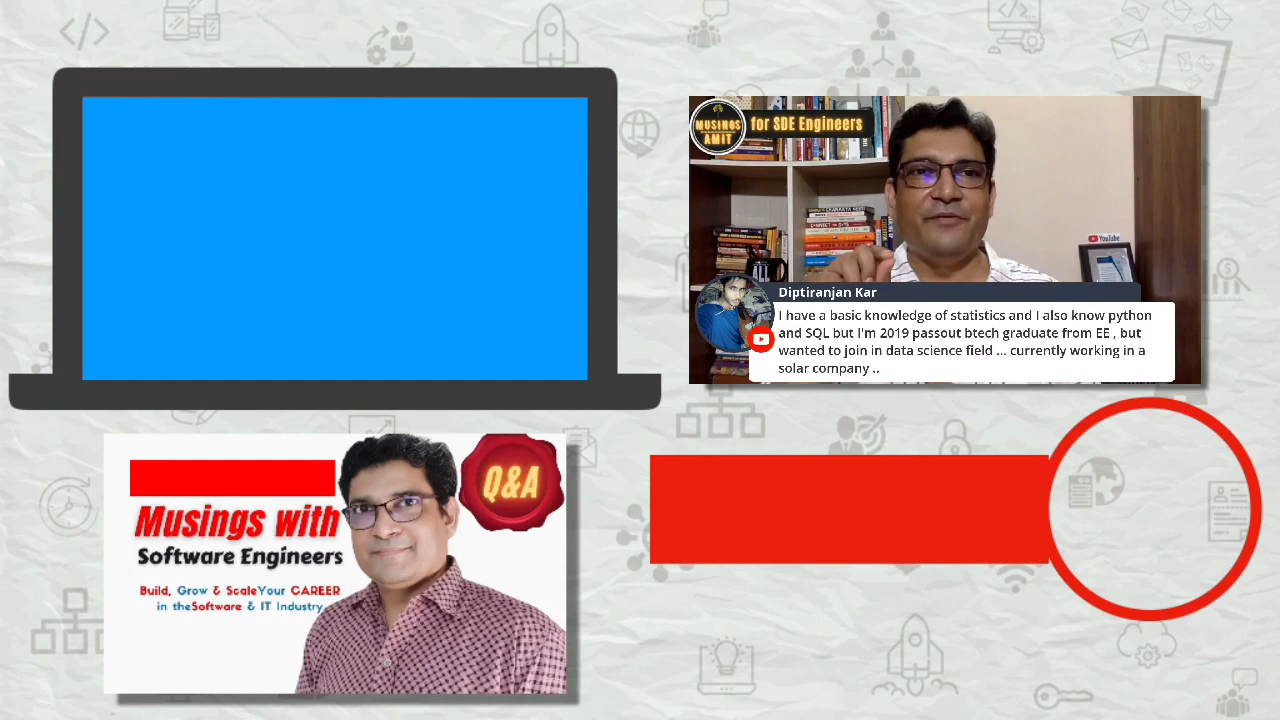 MUSINGS
AMIT
for SDE Engineers
YouTube
Diptiranjan Kar
I have a basic knowledge of statistics and I also know python
and SQL but I'm 2019 passout btech graduate from EE , but
wanted to join in data science field ... currently working in a
solar company ..
Q&A
Musings with
Software Engineers
Build, Grow & ScaleYour CAREER
in theSoftware & IT Industry